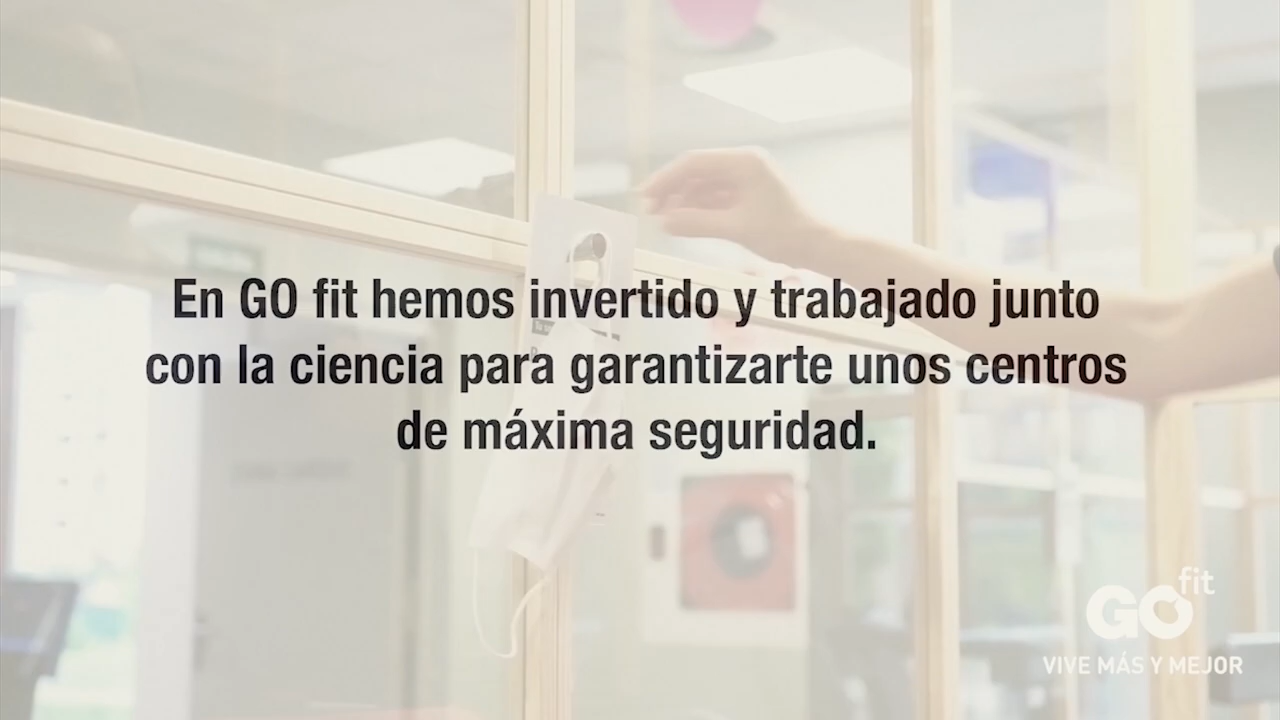 En GO fit hemos invertido y trabajado junto
con la ciencia para garantizarte unos centros
de máxima seguridad.
GO fit
VIVE MÁS Y MEJOR